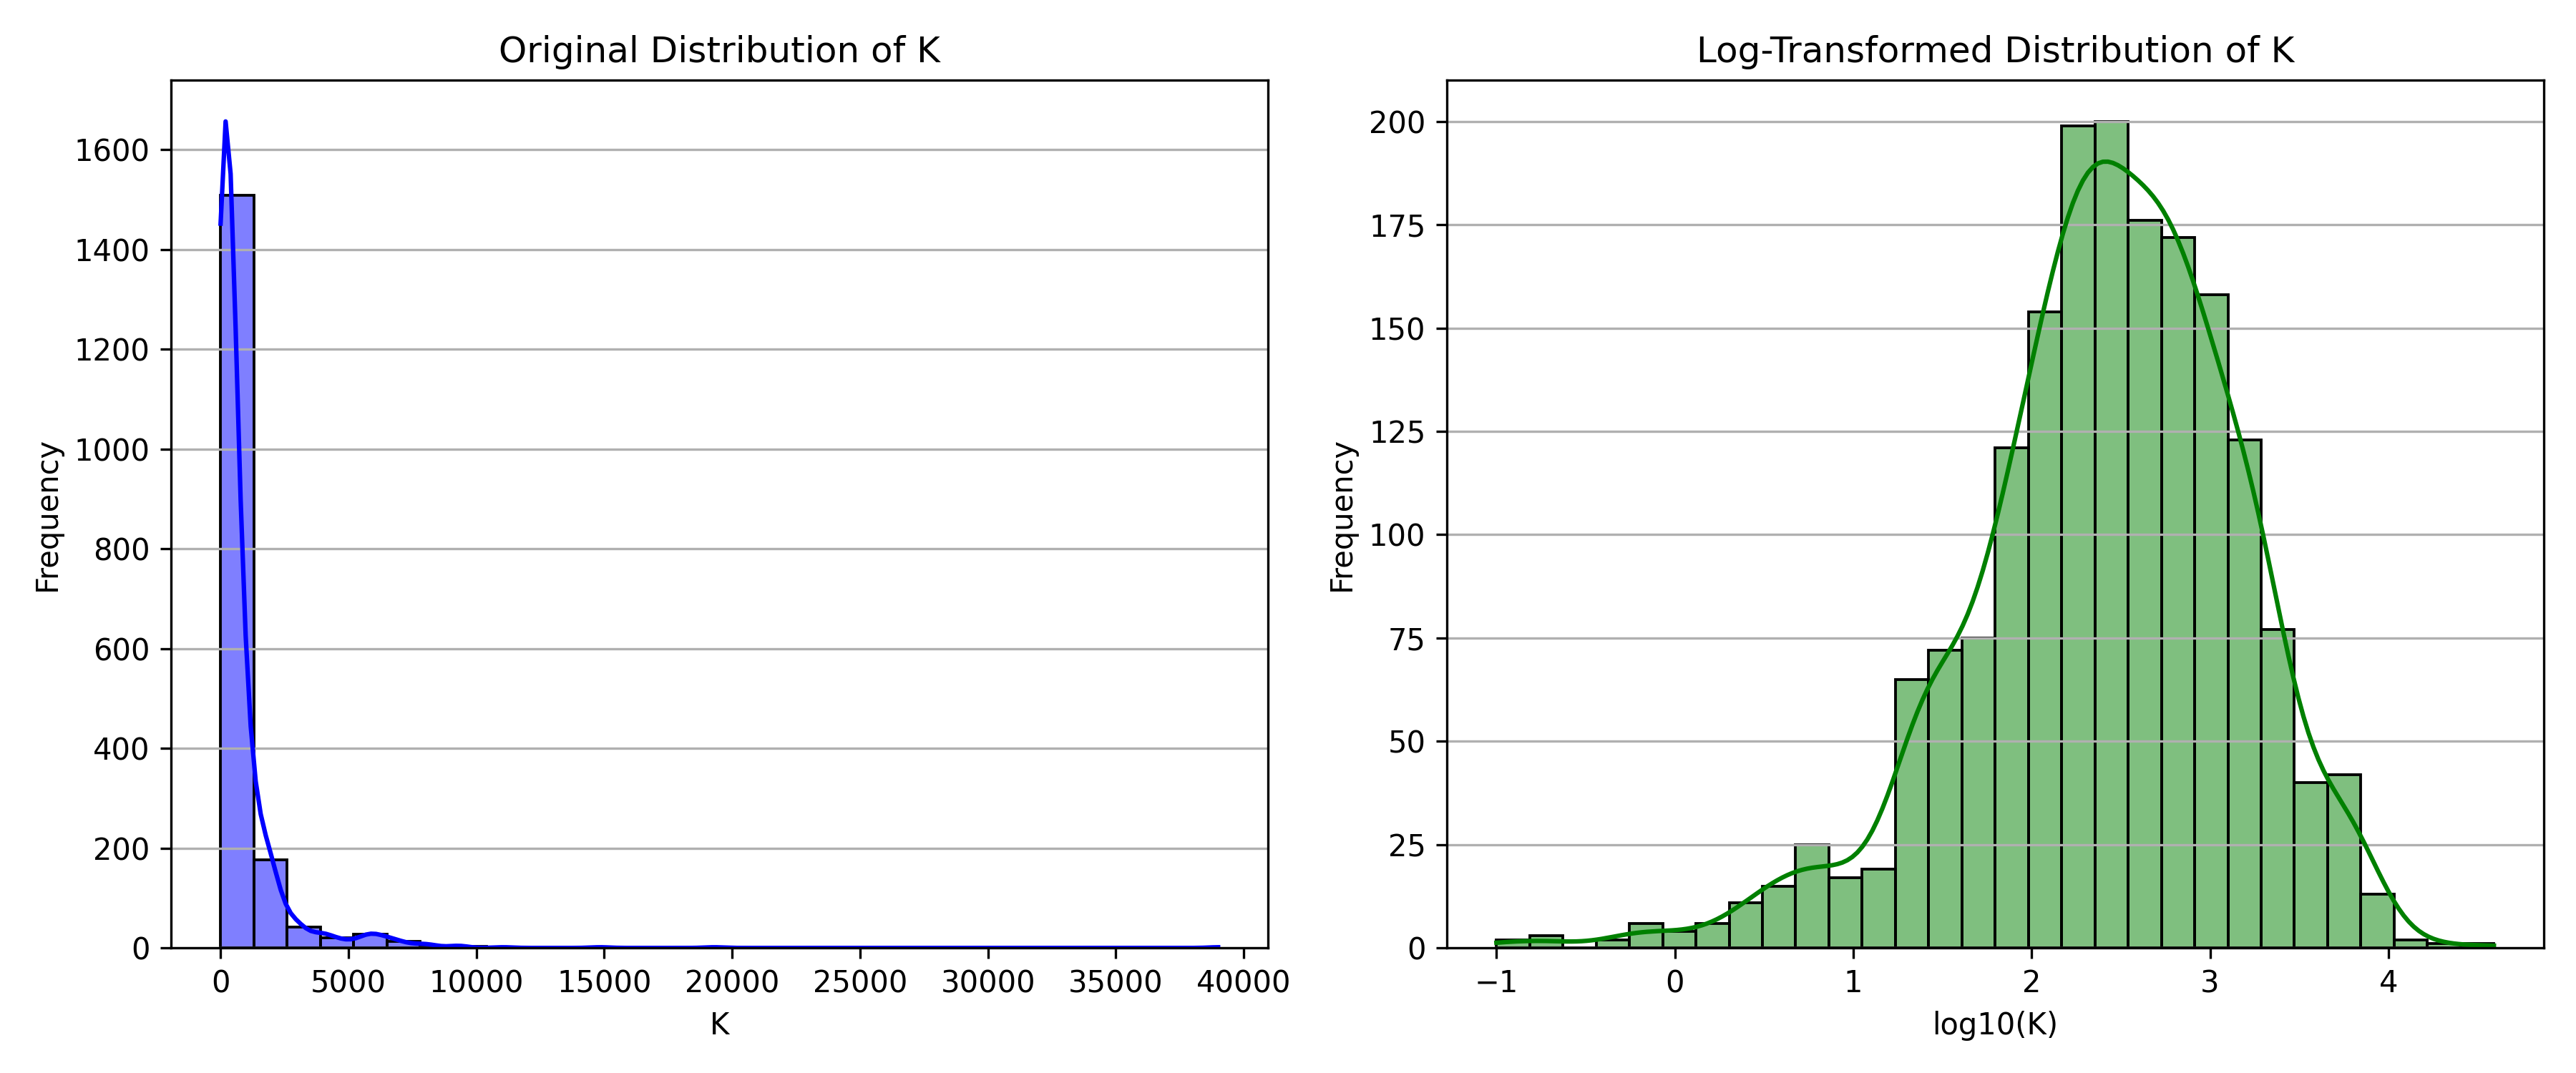 Original Distribution of K
1600
1400
1200
1000
800
600
400
200
0
Frequency
0 5000 10000 15000 20000 25000 30000 35000 40000
K
Log-Transformed Distribution of K
200
175
150
125
100
75
50
25
0
Frequency
−1 0 1 2 3 4
log10(K)